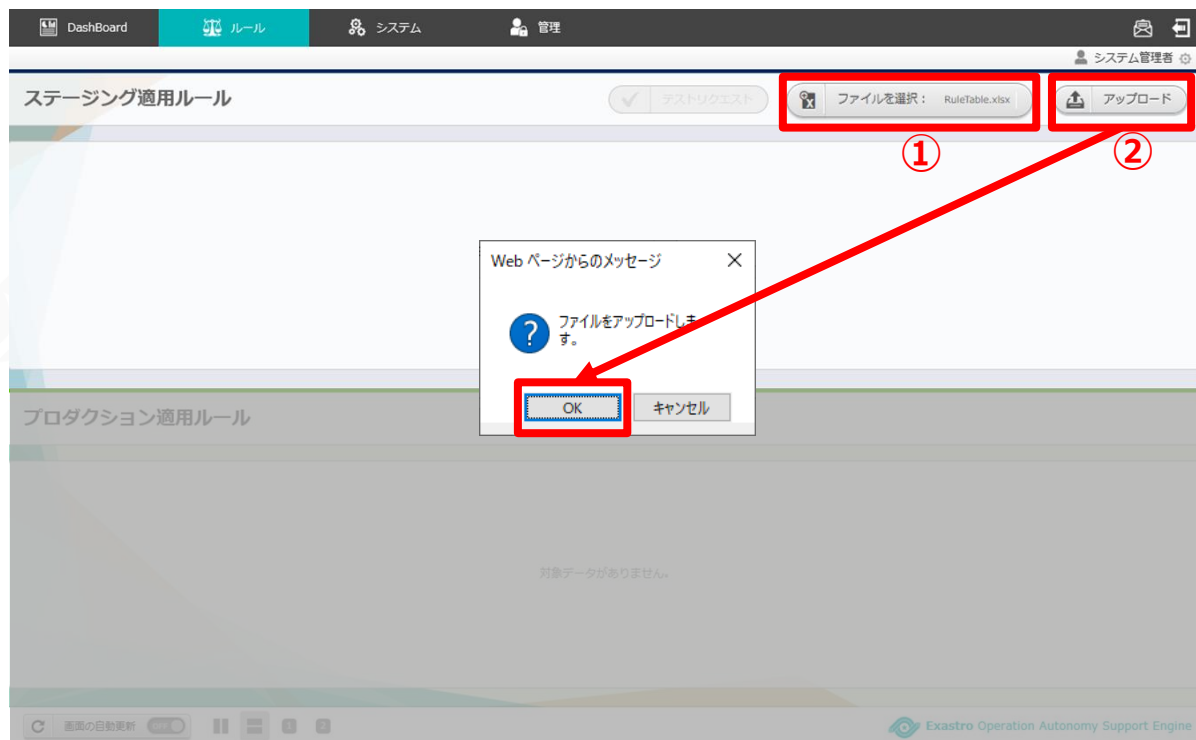 DashBoard ルール システム 管理
システム管理者
ステージング適用ルール テストリクエスト ファイルを選択: RuleTable.xlsx アップロード
① ②
Web ページからのメッセージ
ファイルをアップロードしま
す。
OK キャンセル
プロダクション適用ルール
対象データがありません。
画面の自動更新 OFF 1 2 Exastro Operation Autonomy Support Engine